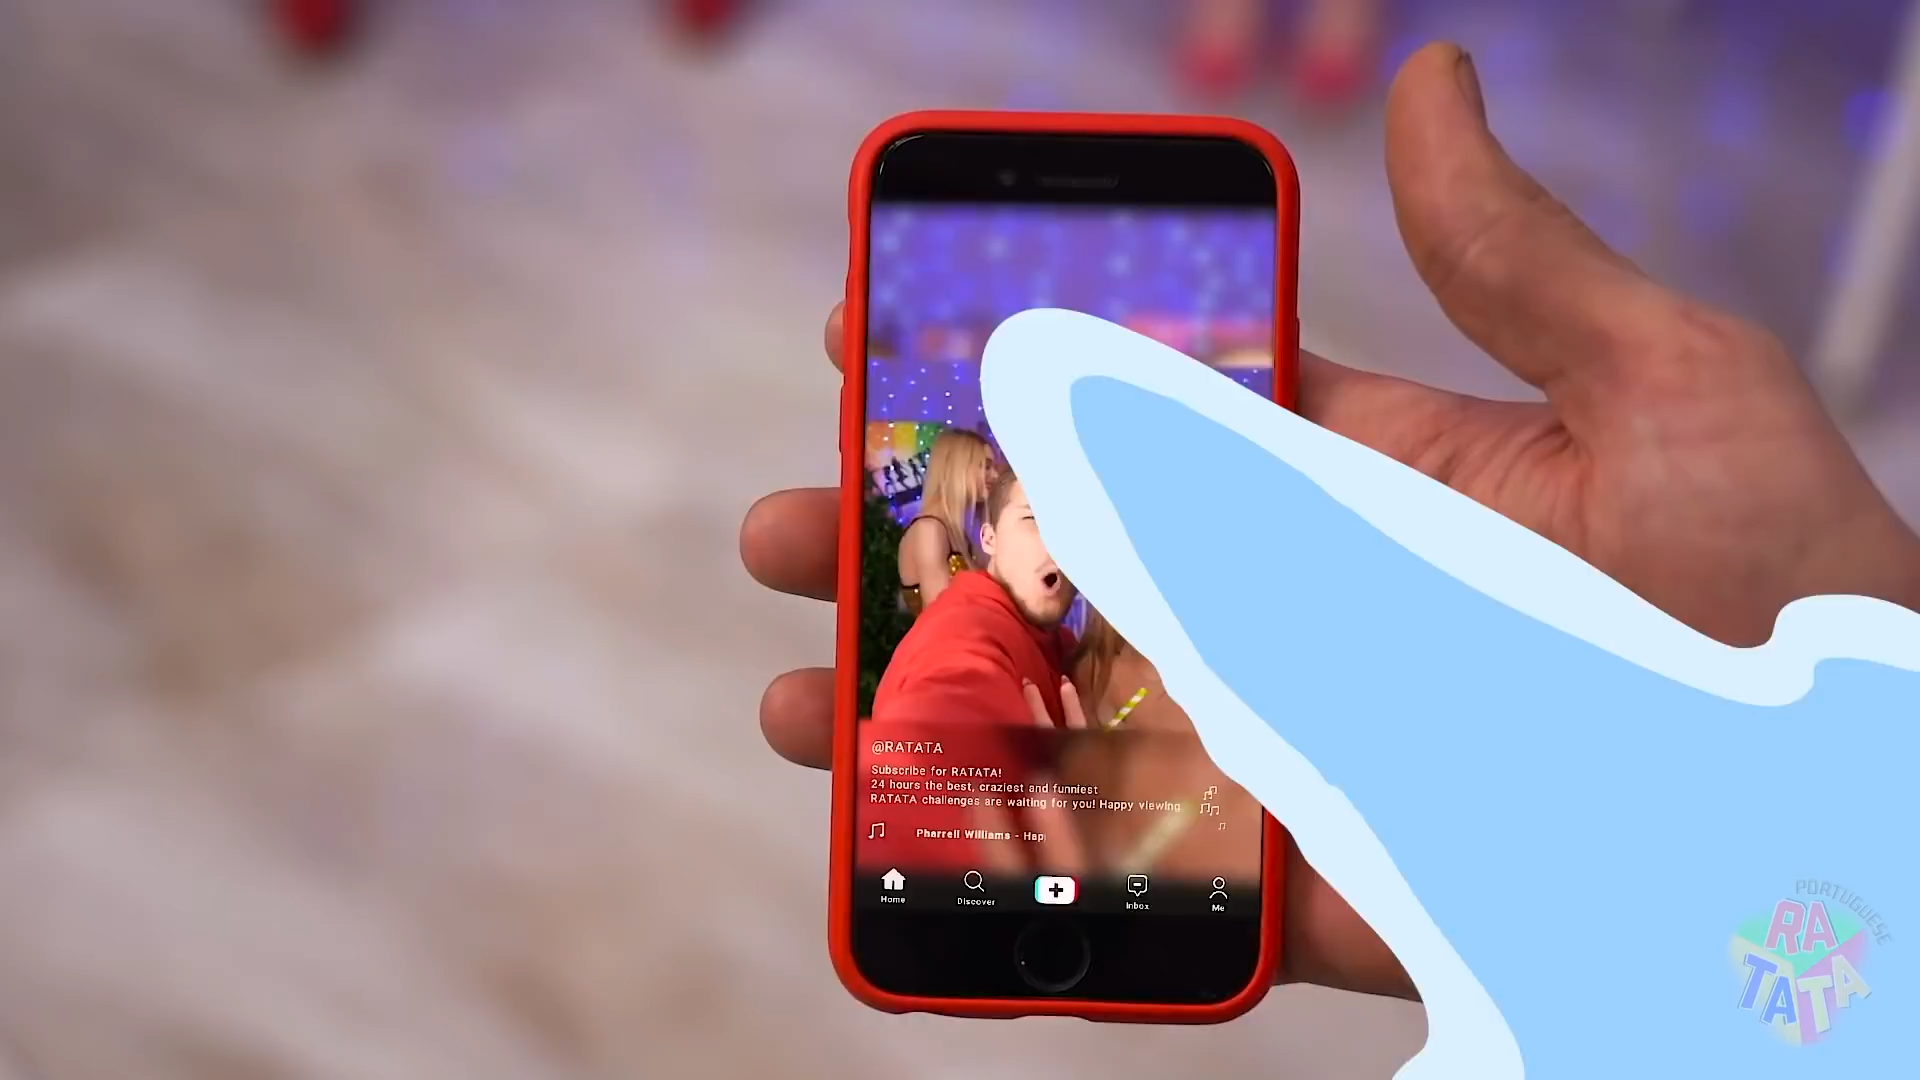 @RATATA
Subscribe for RATATA!
24 hours the best, craziest and funniest
RATATA challenges are waiting for you! Happy viewing
Pharrell Williams - Hap
Home
Discover
Inbox
Me
PORTUGUESE
RA
TATA